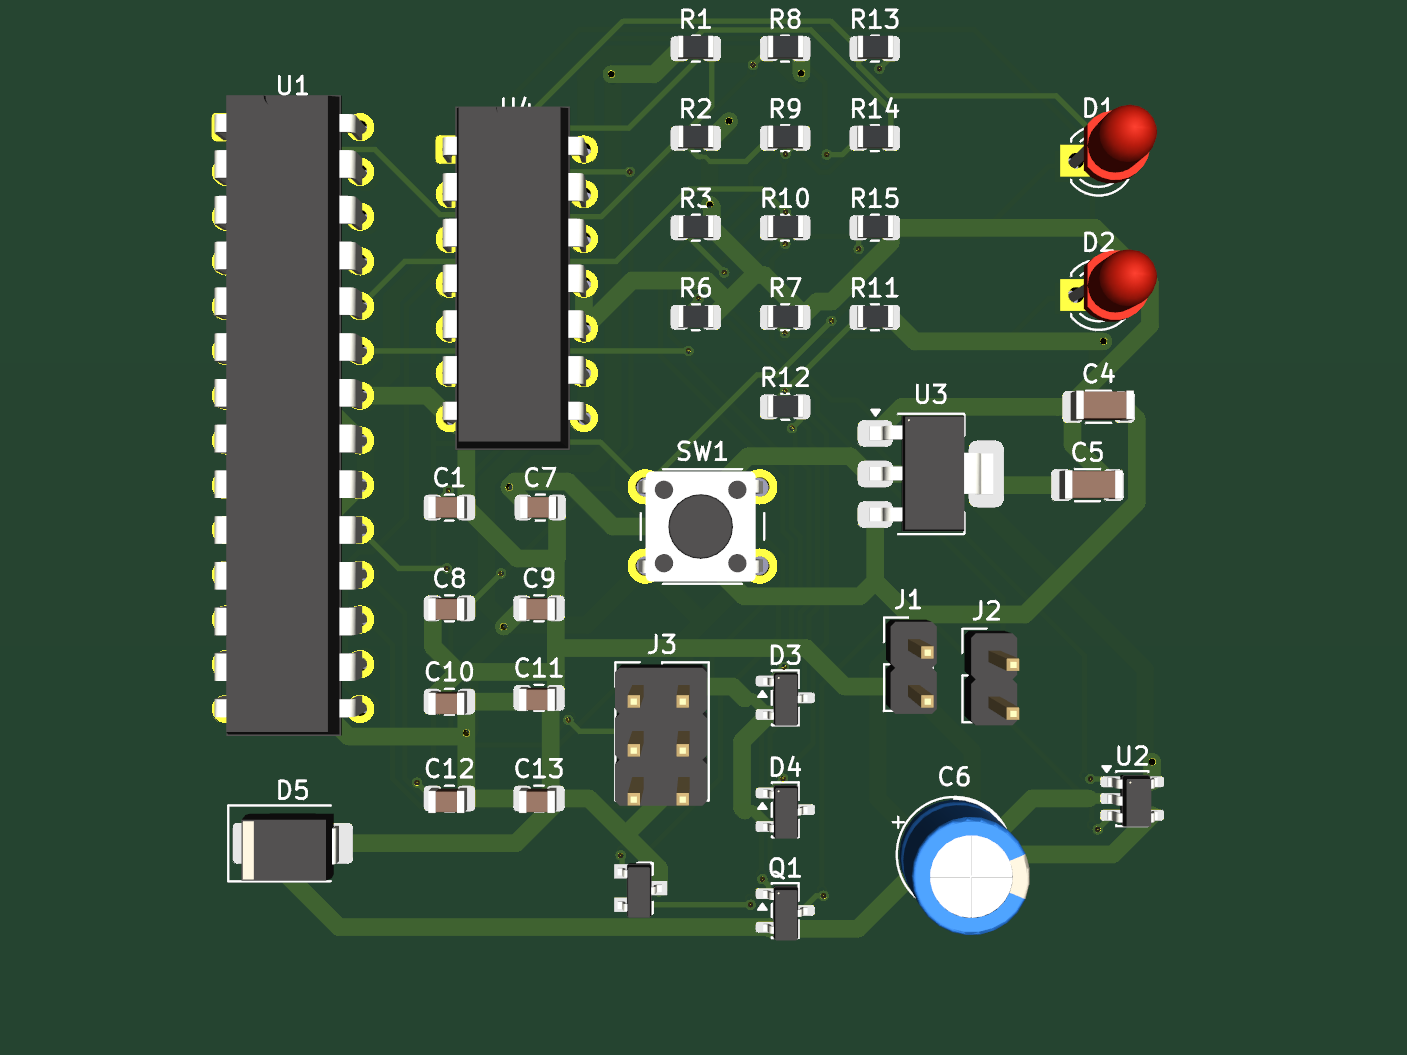 R1 R8 R13
U1
U4
R2 R9 R14 D1
R3 R10 R15
D2
R6 R7 R11
R12 C4
U3
SW1 C5
C1 C7
C8 C9
J1 J2
J3 D3
C10 C11
U2
C12 C13 D4 C6
D5
+
Q1